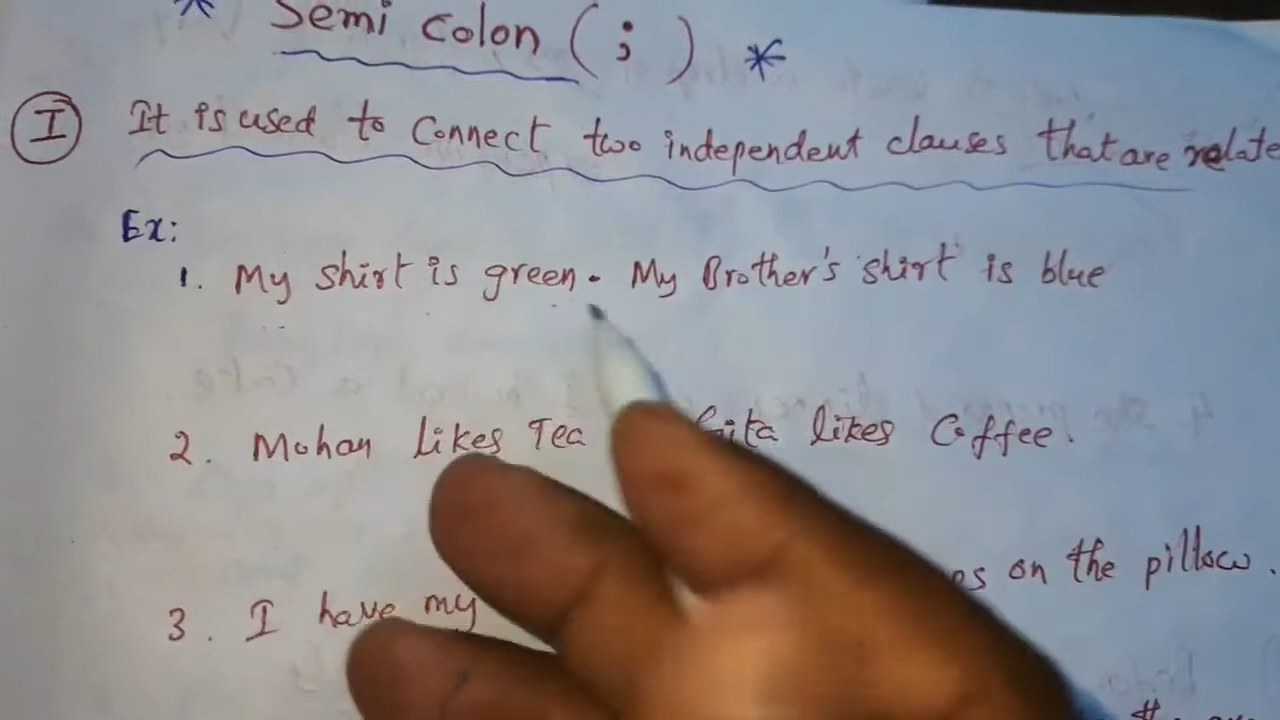 * Semi Colon ( ; ) *
I It is used to Connect two independent clauses that are relate
Ex:
1. My shirt is green. My Brother's shirt is blue
2. Mohan likes Tea Gita likes Coffee.
3. I have my on the pillow.